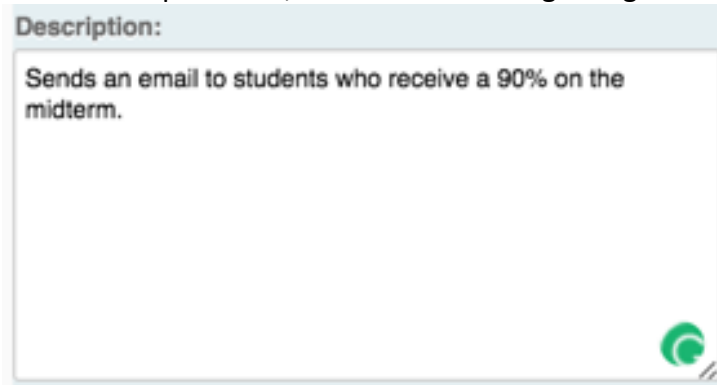 Description:
Sends an email to students who receive a 90% on the
midterm.